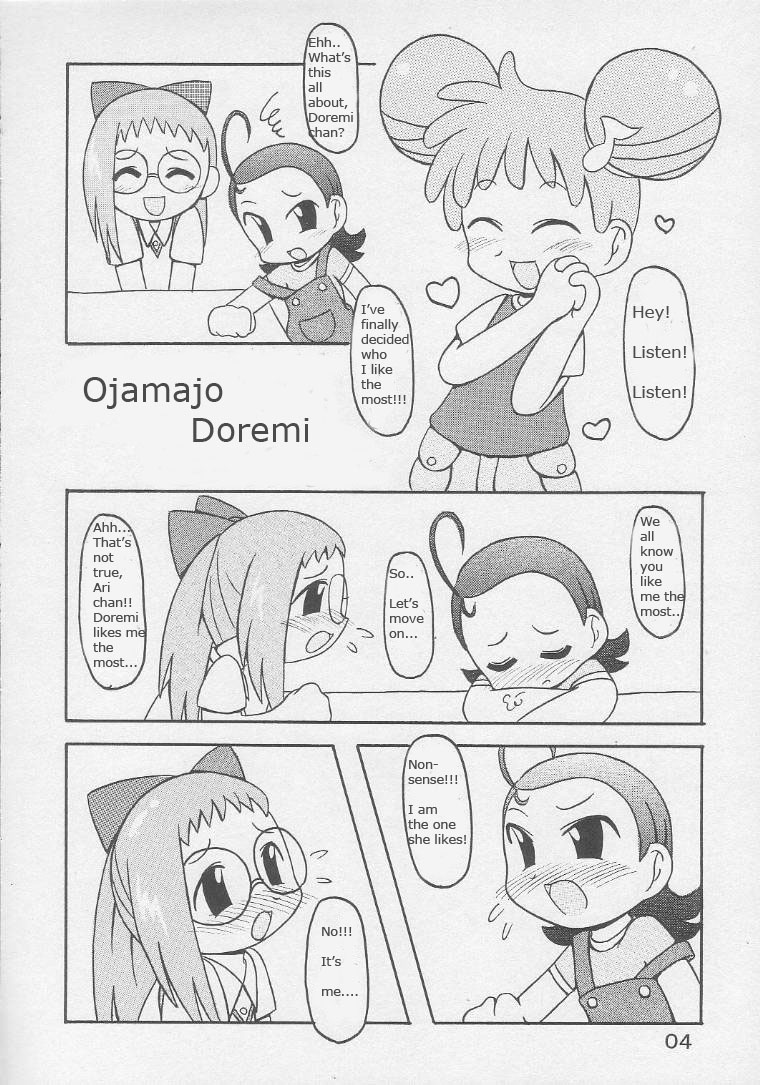 Ehh..
What's
this
all
about,
Doremi
chan?
Hey!
Listen!
Listen!
I've
finally
decided
who
I like
the
most!!!
Ojamajo
Doremi
We
all
know
you
like
me the
most..
So..
Let's
move
on...
Ahh...
That's
not
true,
Ari
chan!!
Doremi
likes me
the
most...
Non-
sense!!!
I am
the one
she likes!
No!!!
It's
me....
04